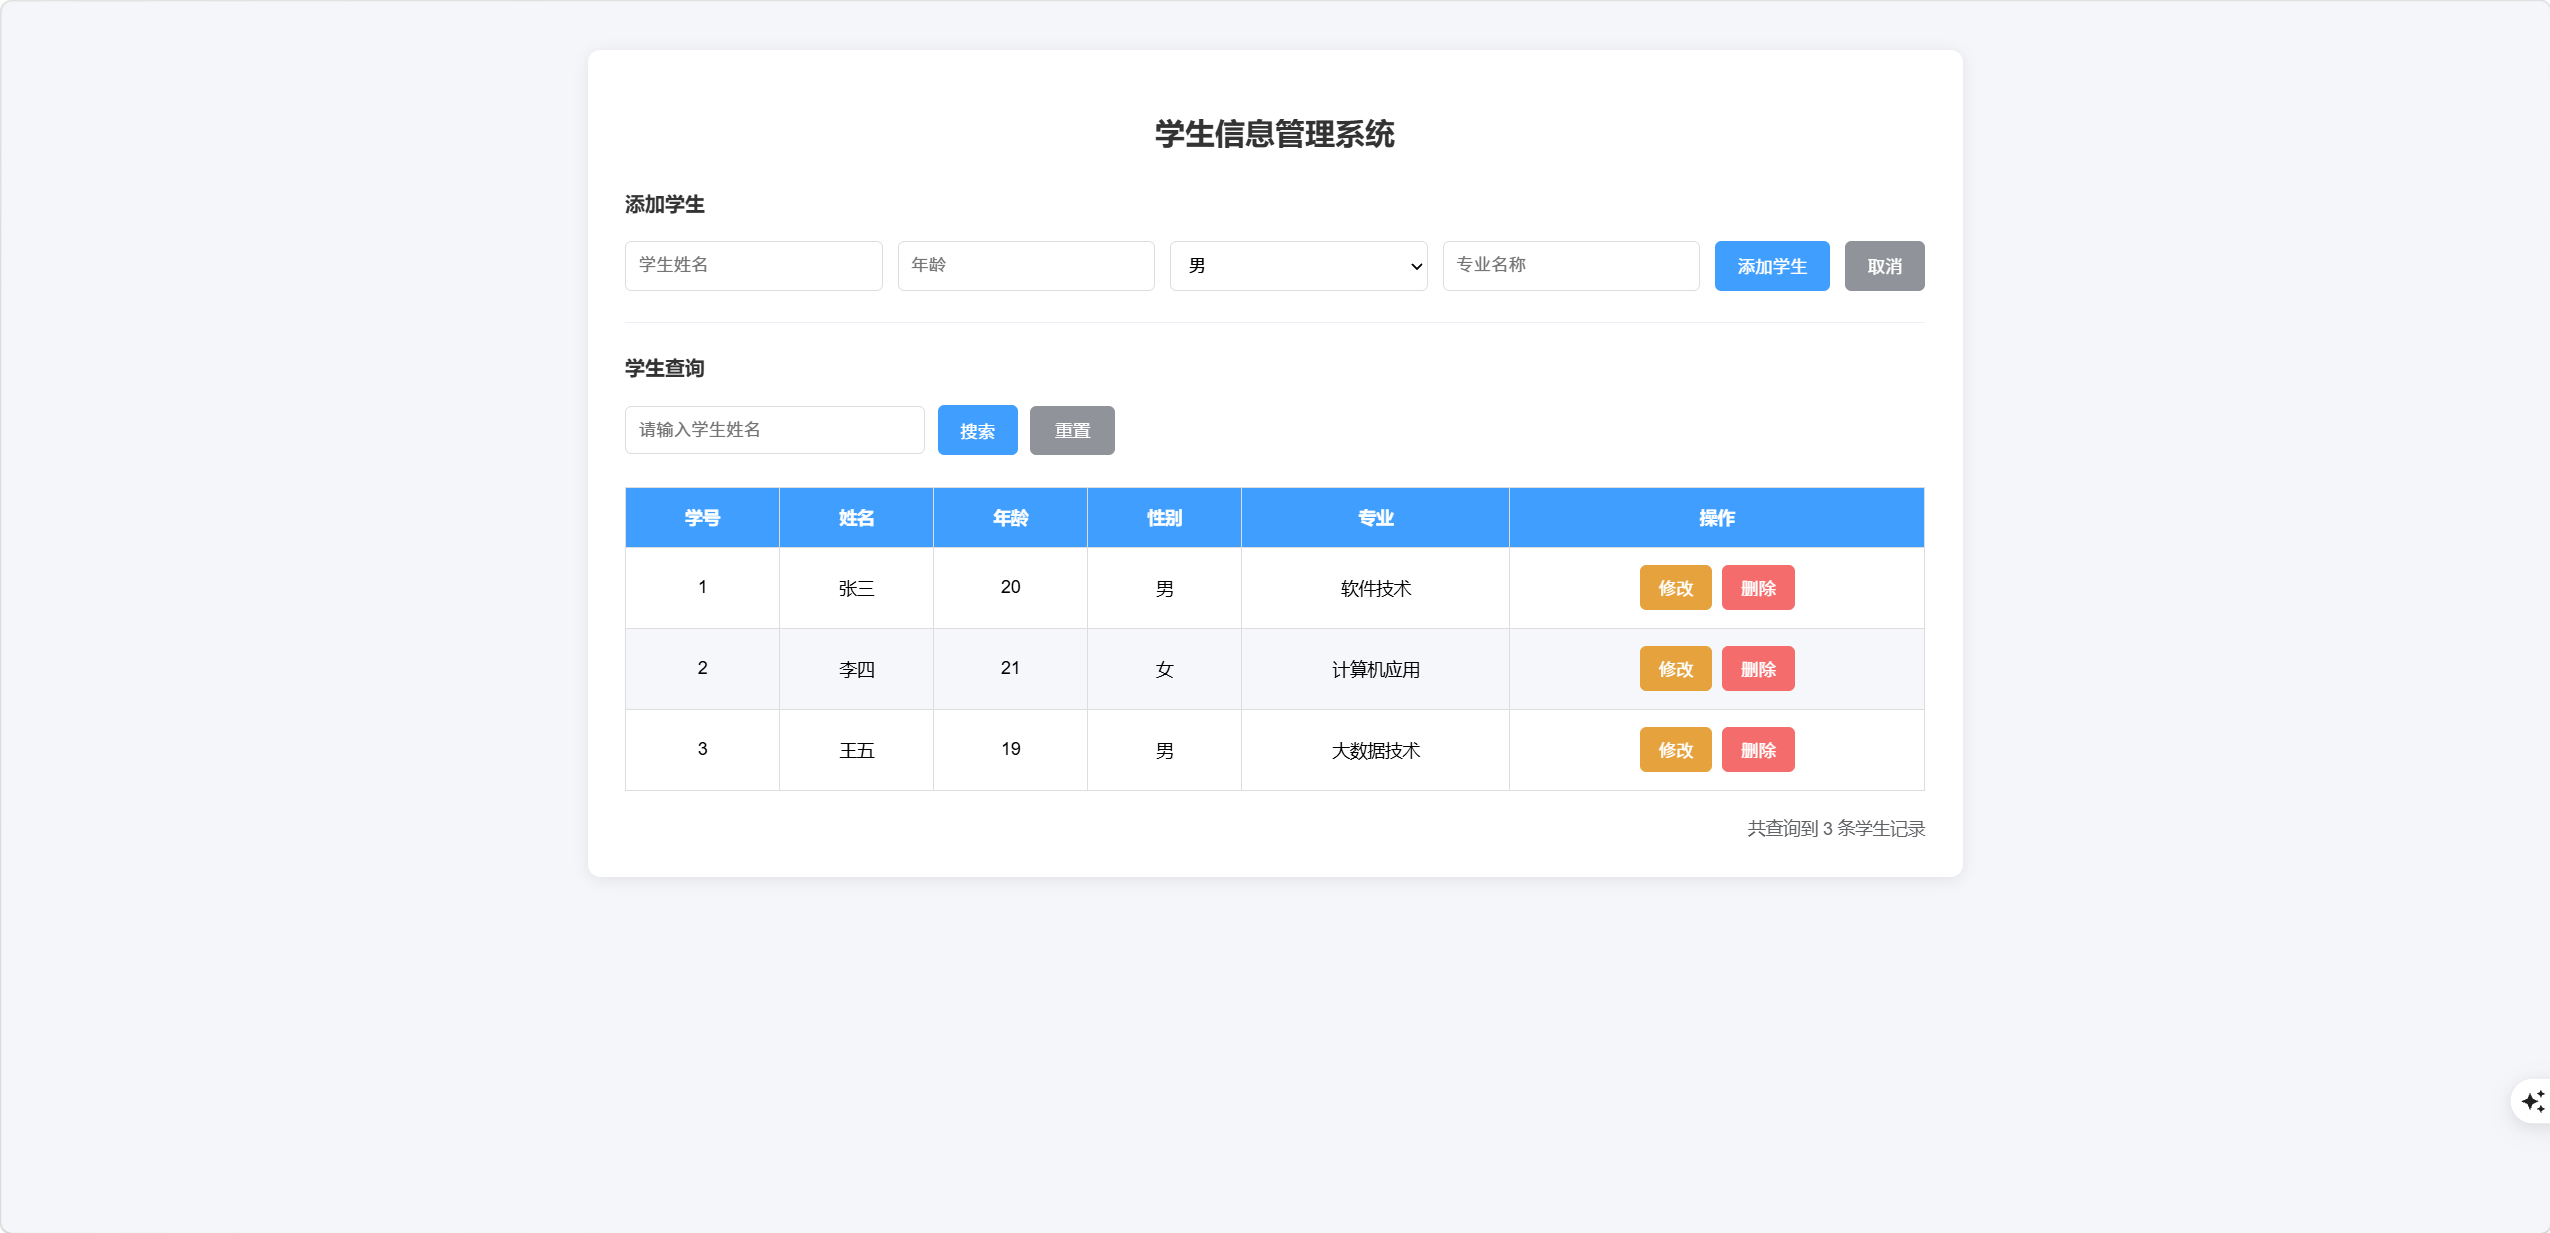 学生信息管理系统
添加学生
学生姓名 年龄 男 专业名称 添加学生 取消
学生查询
请输入学生姓名 搜索 重置
学号 姓名 年龄 性别 专业 操作
1 张三 20 男 软件技术 修改 删除
2 李四 21 女 计算机应用 修改 删除
3 王五 19 男 大数据技术 修改 删除
共查询到 3 条学生记录